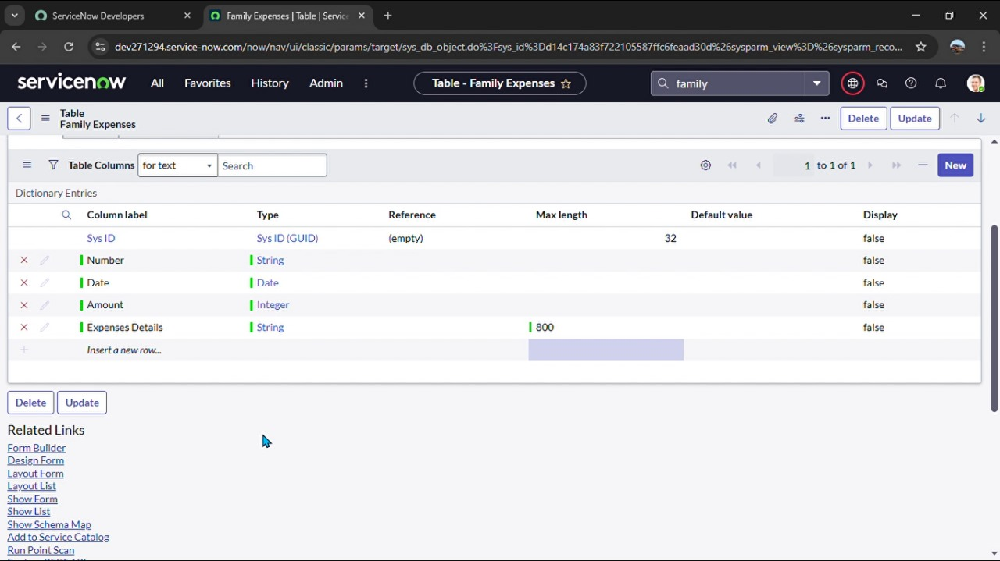 ServiceNow Developers
Family Expenses | Table | Service
dev271294.service-now.com/now/nav/ui/classic/params/target/sys_db_object.do%3Fsys_id%3Dd14c174a83f722105587ffc6feaad30d%26sysparm_view%3D%26sysparm_reco...
servicenow All Favorites History Admin Table - Family Expenses family
Table
Family Expenses
Delete Update
Table Columns for text Search 1 to 1 of 1 New
Dictionary Entries
Column label Type Reference Max length Default value Display
Sys ID Sys ID (GUID) (empty) 32 false
Number String false
Date Date false
Amount Integer false
Expenses Details String 800 false
Insert a new row...
Delete Update
Related Links
Form Builder
Design Form
Layout Form
Layout List
Show Form
Show List
Show Schema Map
Add to Service Catalog
Run Point Scan